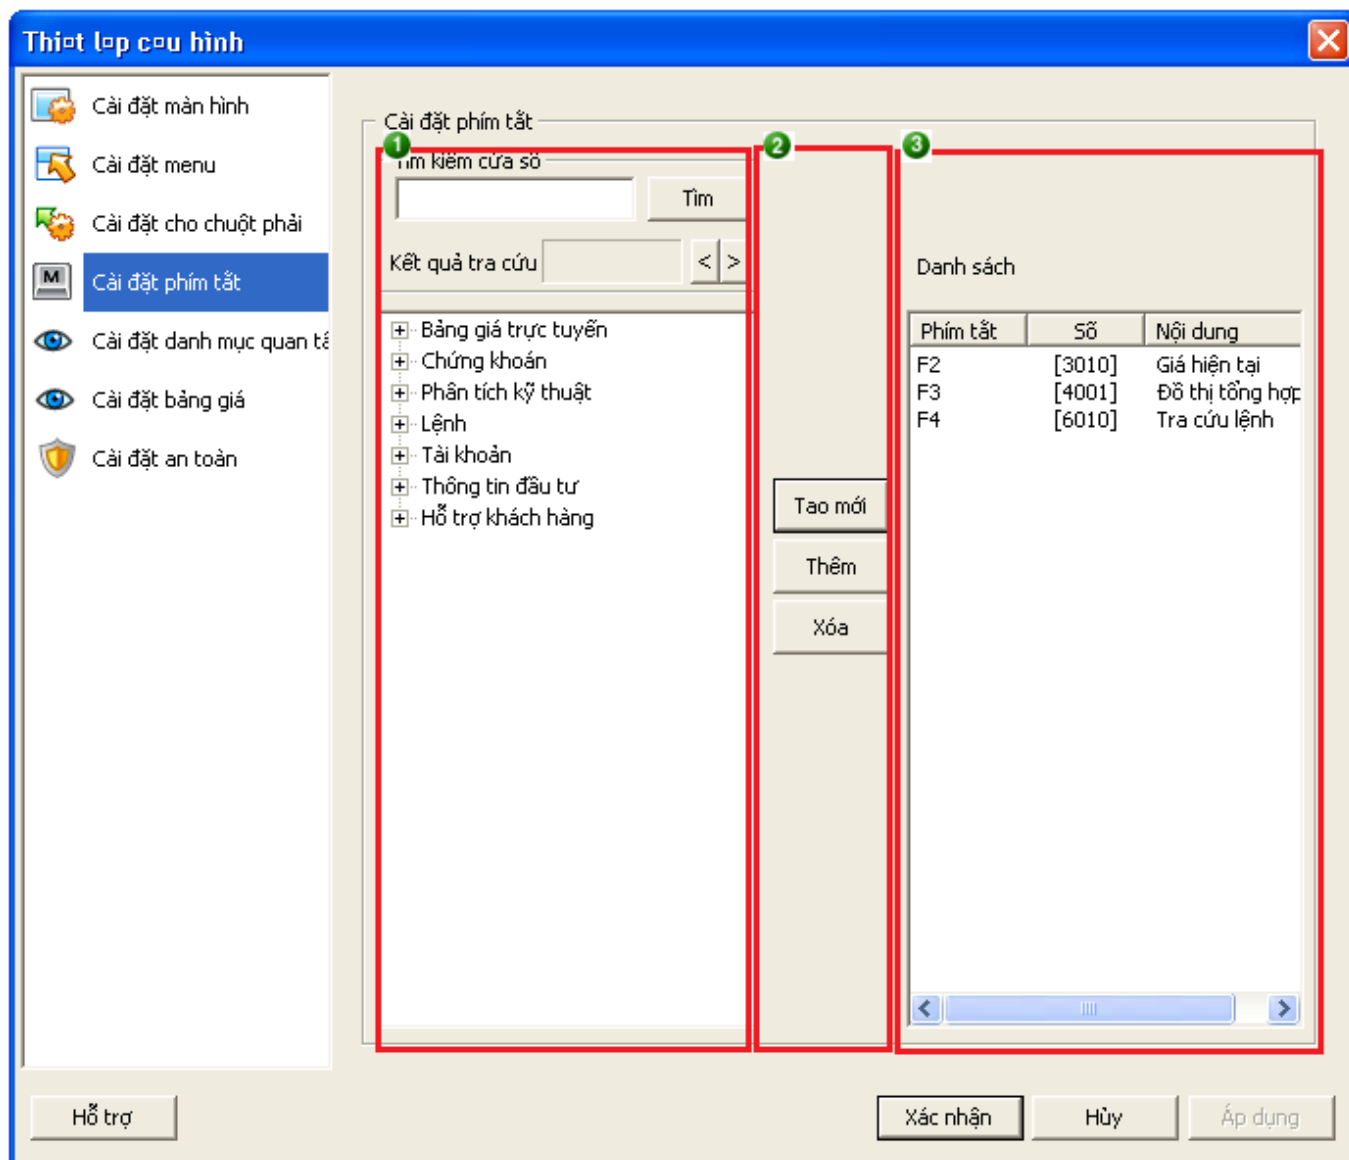 Thi¤t l¤p c¤u hình
Cài đặt màn hình
Cài đặt menu
Cài đặt cho chuột phải
M
Cài đặt phím tắt
Cài đặt danh mục quan tâ
Cài đặt bảng giá
Cài đặt an toàn
Cài đặt phím tắt
1
Tìm kiếm cửa sổ
Tìm
Kết quả tra cứu
< >
Bảng giá trực tuyến
Chứng khoán
Phân tích kỹ thuật
Lệnh
Tài khoản
Thông tin đầu tư
Hỗ trợ khách hàng
2
Tao mới
Thêm
Xóa
3
Danh sách
Phím tắt Số Nội dung
F2 [3010] Giá hiện tại
F3 [4001] Đồ thị tổng hợp
F4 [6010] Tra cứu lệnh
Hỗ trợ
Xác nhận
Hủy
Áp dụng